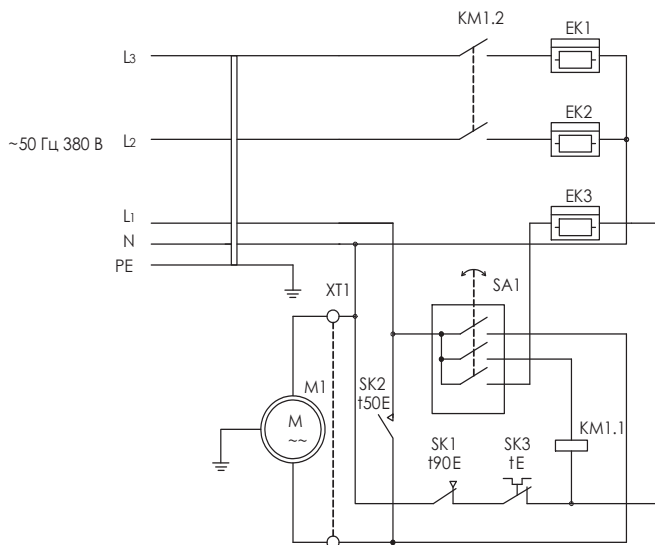 KM1.2
EK1
L3
EK2
~50 Гц 380 В
L2
EK3
L1
N
PE
XT1
SA1
M1
SK2
t50E
M
~~
SK1
t90E
SK3
tE
KM1.1